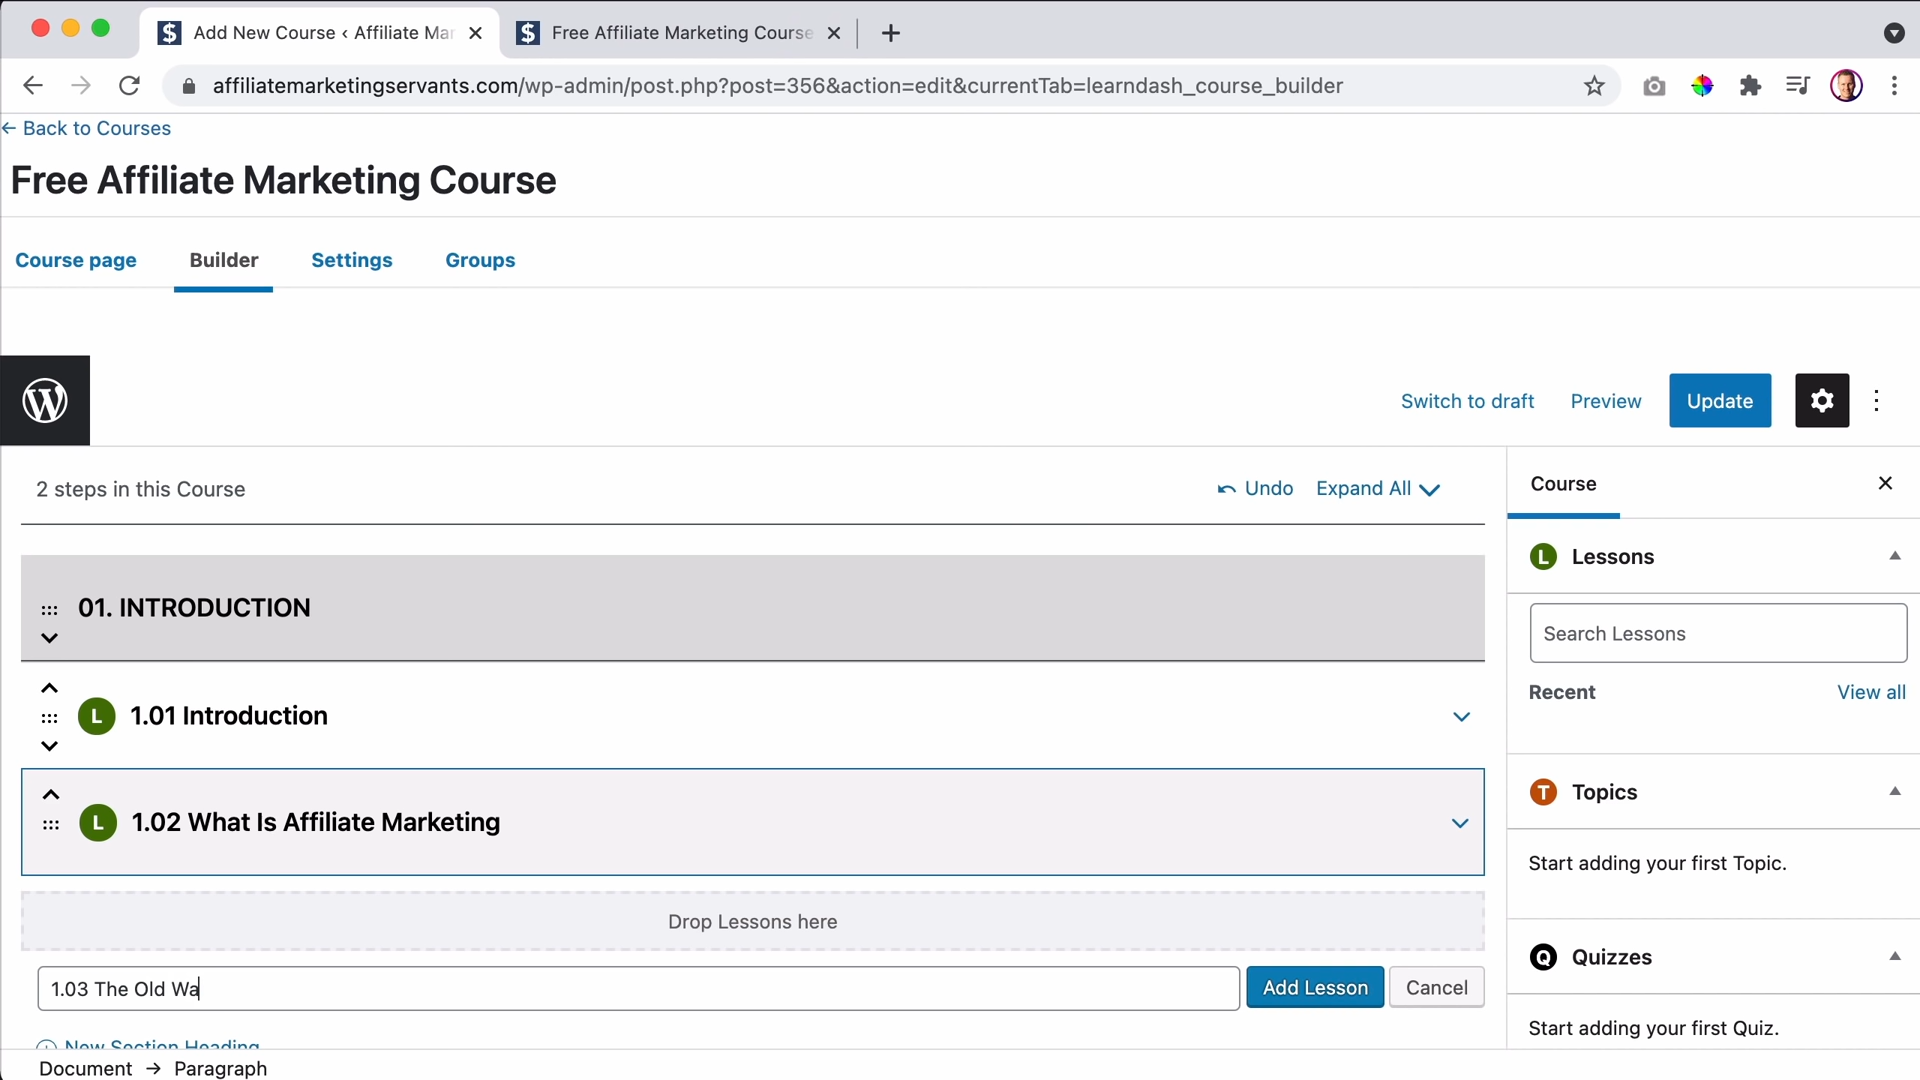 Add New Course ‹ Affiliate Mar
Free Affiliate Marketing Course
affiliatemarketingservants.com/wp-admin/post.php?post=356&action=edit&currentTab=learndash_course_builder
← Back to Courses
Free Affiliate Marketing Course
Course page Builder Settings Groups
Switch to draft Preview Update
2 steps in this Course Undo Expand All
Course
01. INTRODUCTION
L Lessons
Search Lessons
Recent View all
L 1.01 Introduction
T Topics
L 1.02 What Is Affiliate Marketing
Start adding your first Topic.
Drop Lessons here
Q Quizzes
1.03 The Old Wa Add Lesson Cancel
Start adding your first Quiz.
New Section Heading
Document → Paragraph